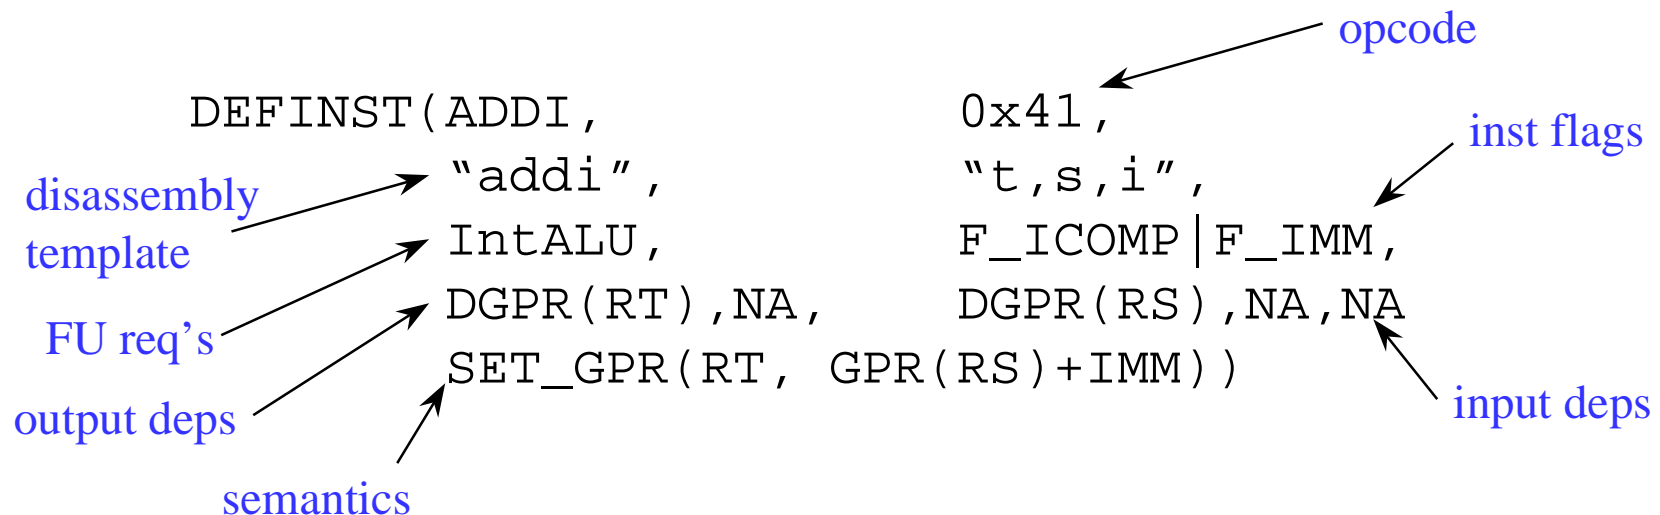 opcode
DEFINST(ADDI, 0x41,
inst flags
“addi”, “t,s,i”,
disassembly
template
IntALU, F_ICOMP|F_IMM,
DGPR(RT),NA, DGPR(RS),NA,NA
FU req’s
SET_GPR(RT, GPR(RS)+IMM))
output deps
input deps
semantics